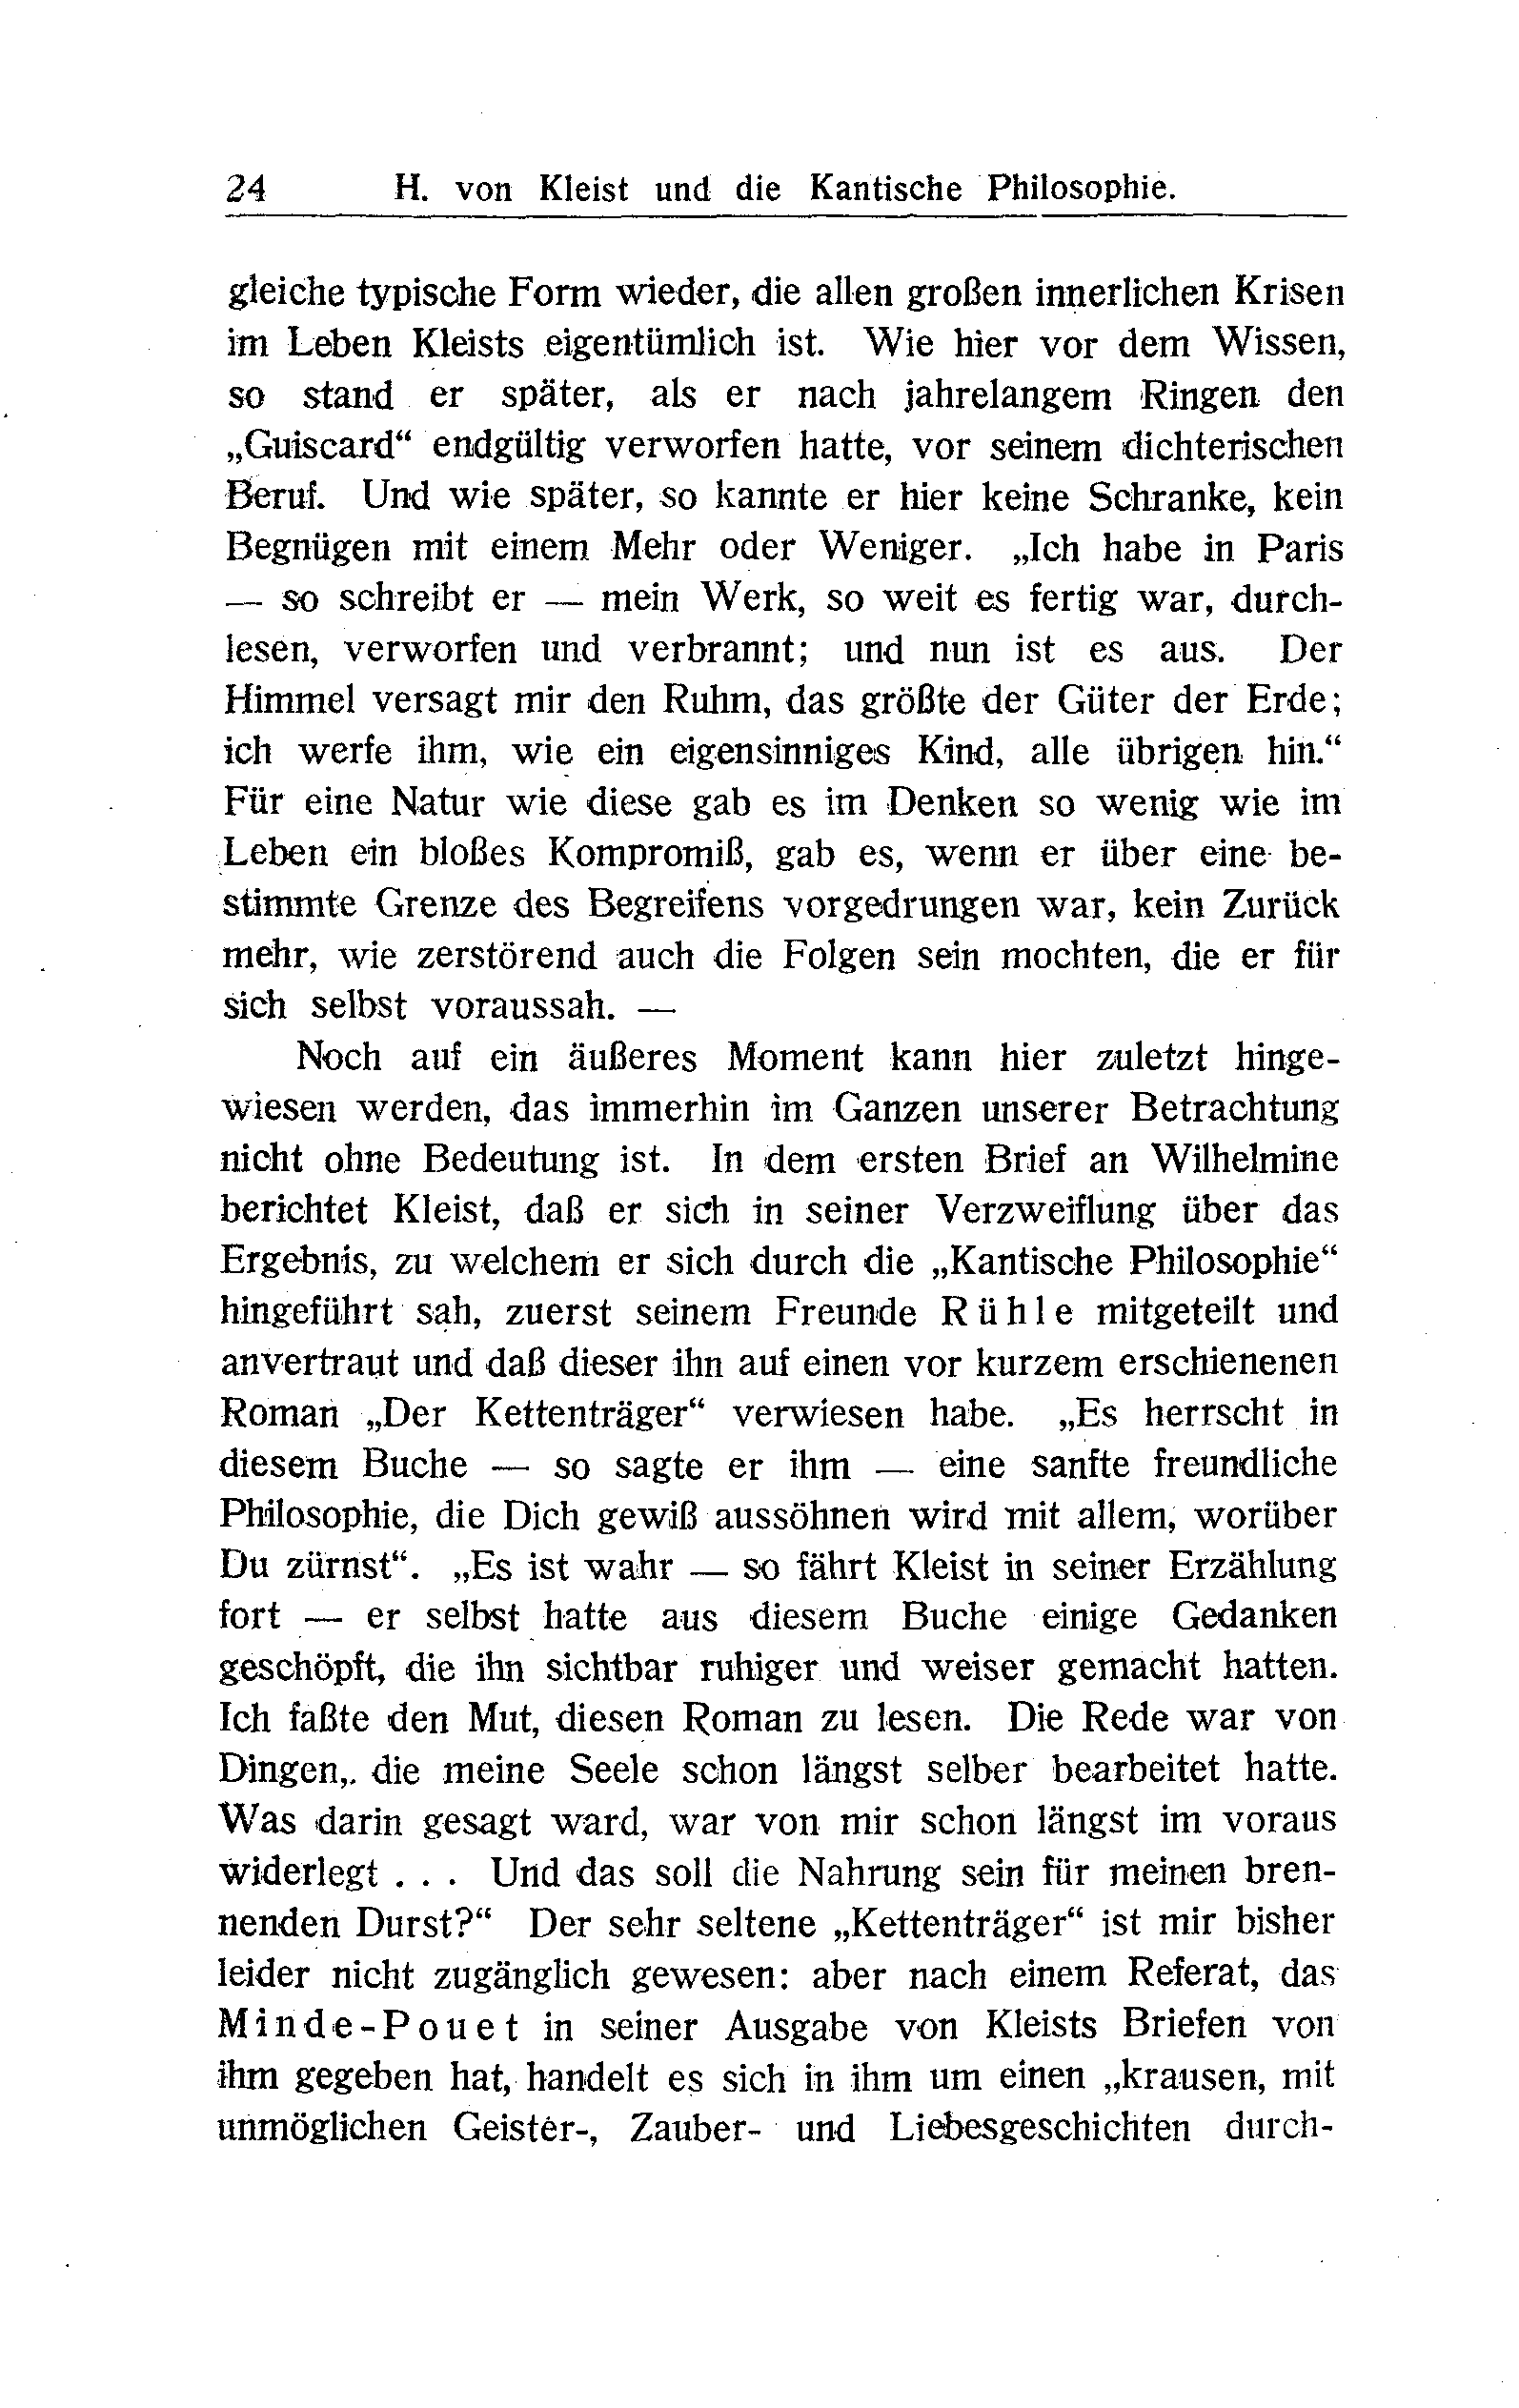 24 H. von Kleist und die Kantische Philosophie.
gleiche typische Form wieder, die allen großen innerlichen Krisen
im Leben Kleists eigentümlich ist. Wie hier vor dem Wissen,
so stand er später, als er nach jahrelangem Ringen den
„Guiscard“ endgültig verworfen hatte, vor seinem dichterischen
Beruf. Und wie später, so kannte er hier keine Schranke, kein
Begnügen mit einem Mehr oder Weniger. „Ich habe in Paris
— so schreibt er — mein Werk, so weit es fertig war, durch-
lesen, verworfen und verbrannt; und nun ist es aus. Der
Himmel versagt mir den Ruhm, das größte der Güter der Erde;
ich werfe ihm, wie ein eigensinniges Kind, alle übrigen hin.“
Für eine Natur wie diese gab es im Denken so wenig wie im
Leben ein bloßes Kompromiß, gab es, wenn er über eine be-
stimmte Grenze des Begreifens vorgedrungen war, kein Zurück
mehr, wie zerstörend auch die Folgen sein mochten, die er für
sich selbst voraussah. —
Noch auf ein äußeres Moment kann hier zuletzt hinge-
wiesen werden, das immerhin im Ganzen unserer Betrachtung
nicht ohne Bedeutung ist. In dem ersten Brief an Wilhelmine
berichtet Kleist, daß er sich in seiner Verzweiflung über das
Ergebnis, zu welchem er sich durch die „Kantische Philosophie“
hingeführt sah, zuerst seinem Freunde Rühle mitgeteilt und
anvertraut und daß dieser ihn auf einen vor kurzem erschienenen
Roman „Der Kettenträger“ verwiesen habe. „Es herrscht in
diesem Buche — so sagte er ihm — eine sanfte freundliche
Philosophie, die Dich gewiß aussöhnen wird mit allem, worüber
Du zürnst“. „Es ist wahr — so fährt Kleist in seiner Erzählung
fort — er selbst hatte aus diesem Buche einige Gedanken
geschöpft, die ihn sichtbar ruhiger und weiser gemacht hatten.
Ich faßte den Mut, diesen Roman zu lesen. Die Rede war von
Dingen,. die meine Seele schon längst selber bearbeitet hatte.
Was darin gesagt ward, war von mir schon längst im voraus
widerlegt . . . Und das soll die Nahrung sein für meinen bren-
nenden Durst?“ Der sehr seltene „Kettenträger“ ist mir bisher
leider nicht zugänglich gewesen: aber nach einem Referat, das
Minde-Pouet in seiner Ausgabe von Kleists Briefen von
ihm gegeben hat, handelt es sich in ihm um einen „krausen, mit
unmöglichen Geister-, Zauber- und Liebesgeschichten durch-